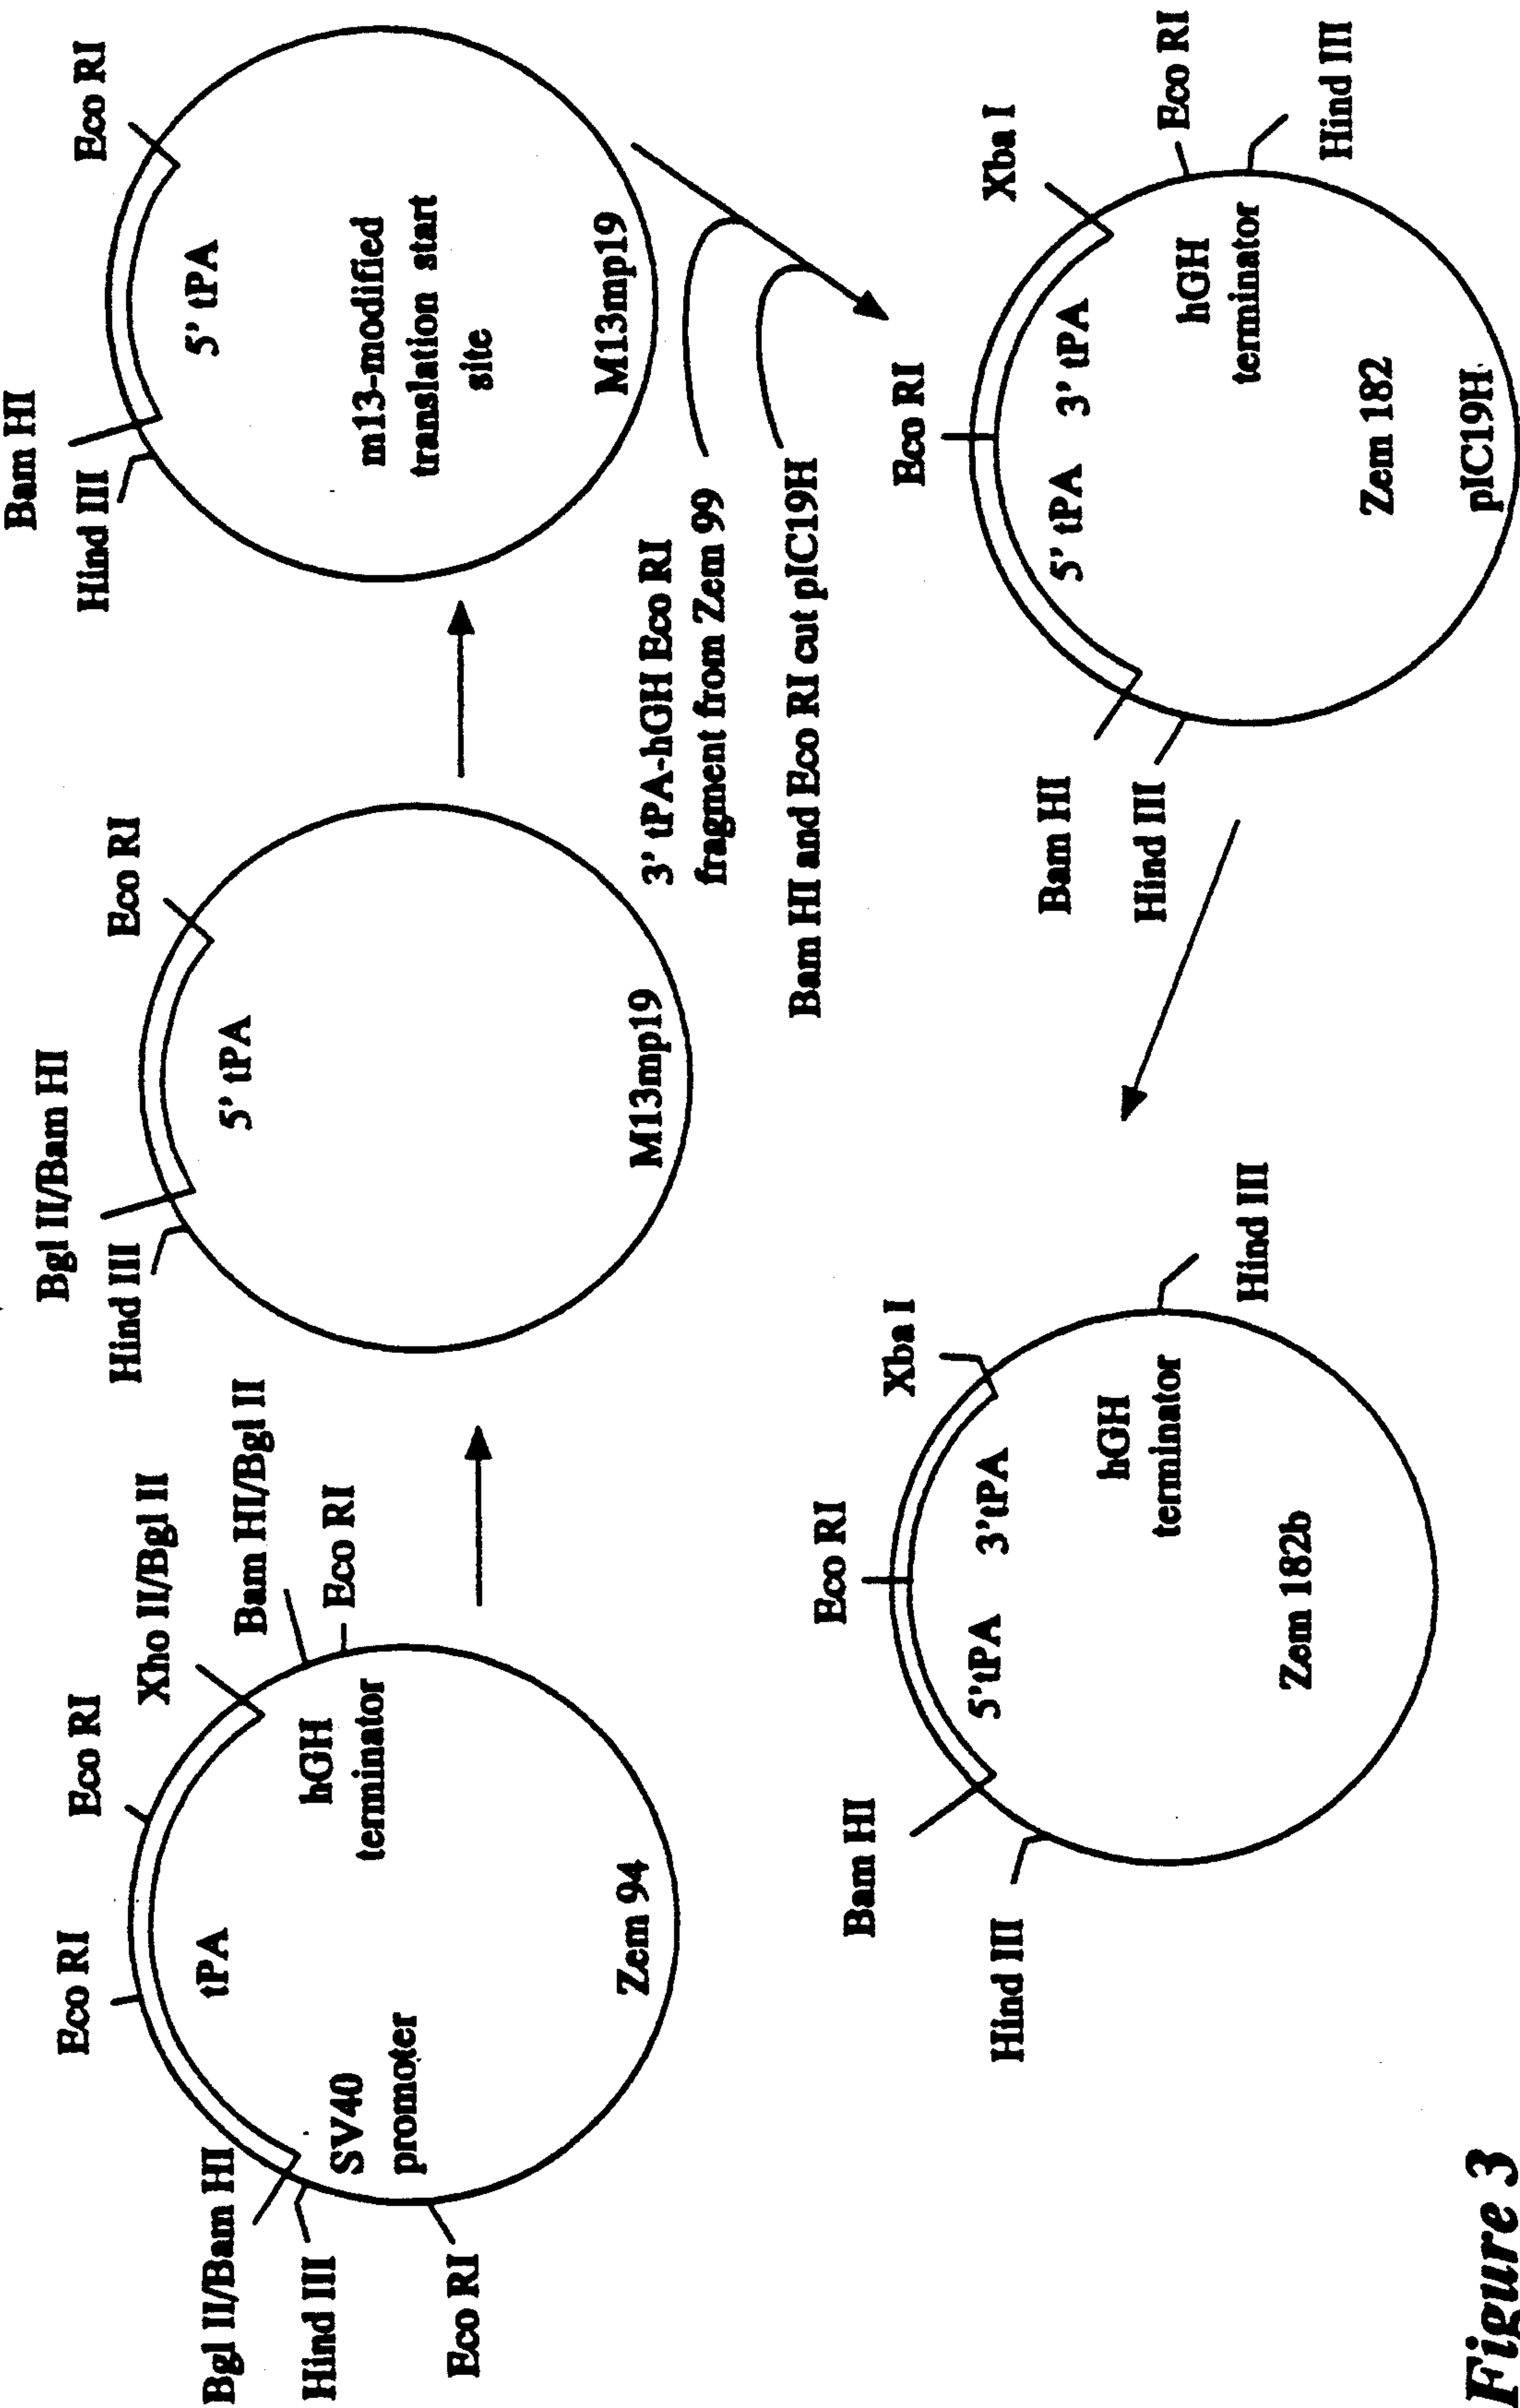 Bgl II/Bam HI
Hind III
Eco RI
Eco RI
Eco RI
Xho II/Bgl II
Bam HI/Bgl II
Eco RI
tPA
SV40
promoter
hGH
terminator
Zem 94
Bgl II/Bam HI
Hind III
Eco RI
5' tPA
M13mp19
Bam HI
Hind III
Eco RI
5' tPA
m13-modified
translation start
site
M13mp19
3' tPA-hGH Eco RI
fragment from Zem 99
Bam HI and Eco RI cut pIC19H
Eco RI
Xba I
Eco RI
Hind III
Bam HI
Hind III
5' tPA 3' tPA
hGH
terminator
Zem 182
pIC19H
Eco RI
Xba I
Hind III
Bam HI
Hind III
5'tPA 3'tPA
hGH
terminator
Zem 182b
Figure 3